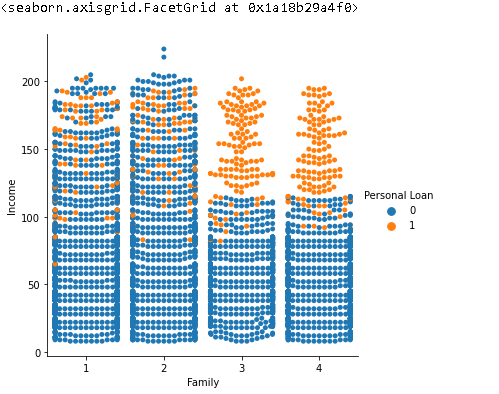 <seaborn.axisgrid.FacetGrid at 0x1a18b29a4f0>
200
150
100
50
0
Income
1 2 3 4
Family
Personal Loan
0
1